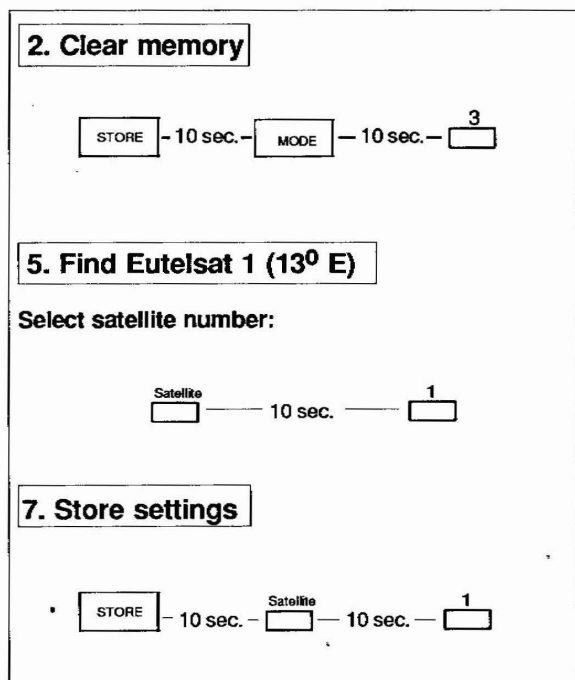 2. Clear memory
3
STORE - 10 sec. - MODE - 10 sec. -
5. Find Eutelsat 1 (13⁰ E)
Select satellite number:
Satellite 1
10 sec.
7. Store settings
Satellite 1
STORE - 10 sec. - - 10 sec. -